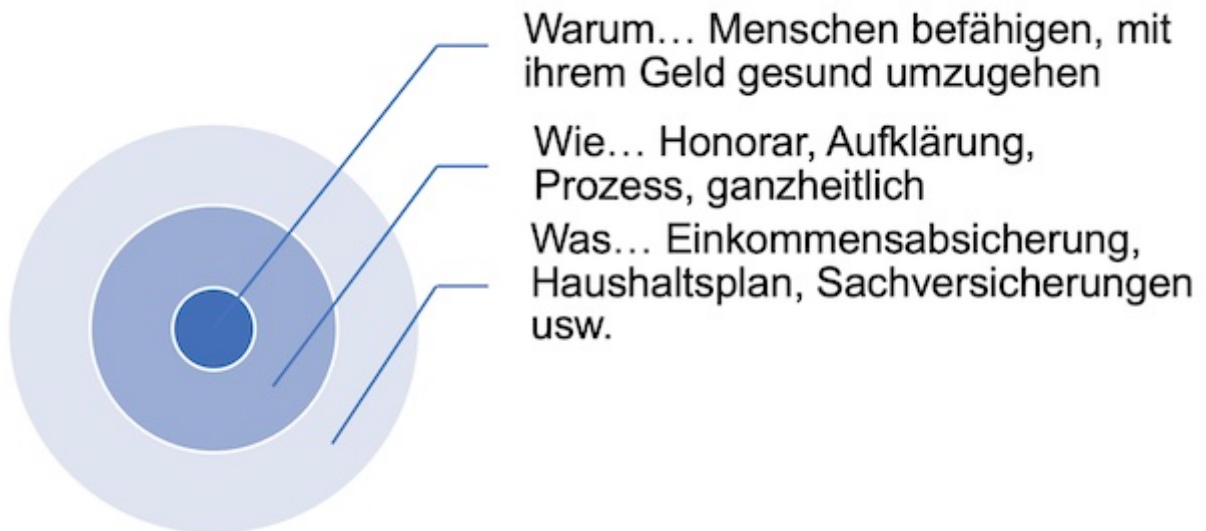 Warum… Menschen befähigen, mit
ihrem Geld gesund umzugehen
Wie… Honorar, Aufklärung,
Prozess, ganzheitlich
Was… Einkommensabsicherung,
Haushaltsplan, Sachversicherungen
usw.